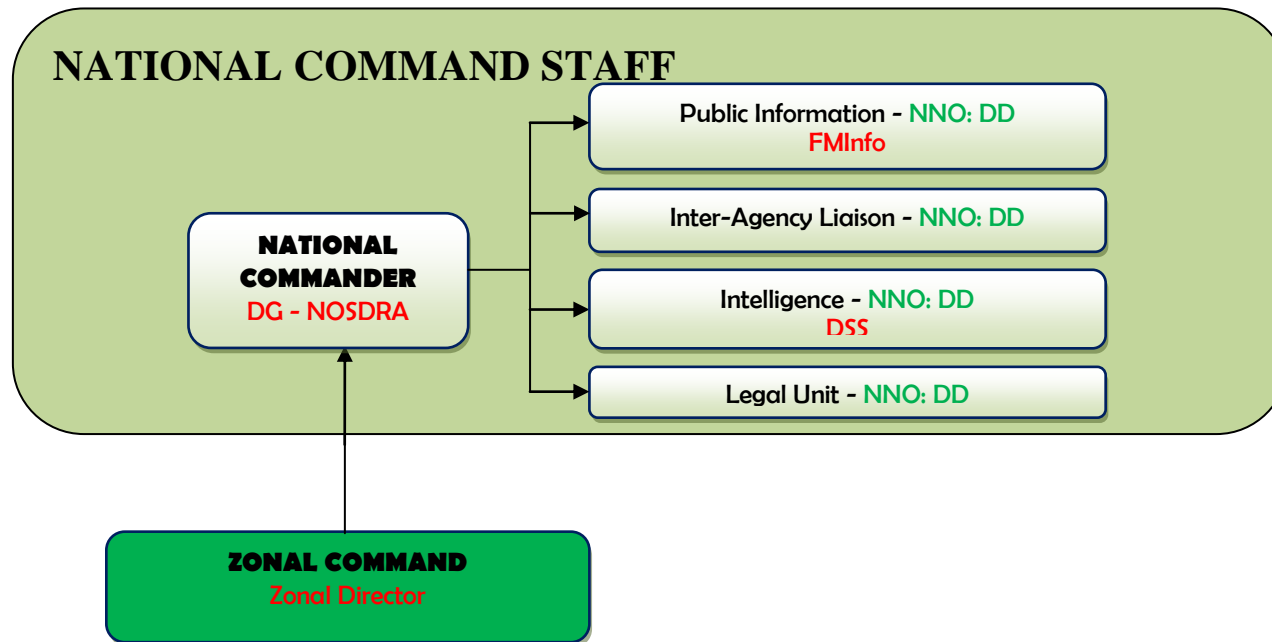 NATIONAL COMMAND STAFF
Public Information - NNO: DD
FMInfo
Inter-Agency Liaison - NNO: DD
NATIONAL
COMMANDER
DG - NOSDRA
Intelligence - NNO: DD
DSS
Legal Unit - NNO: DD
ZONAL COMMAND
Zonal Director